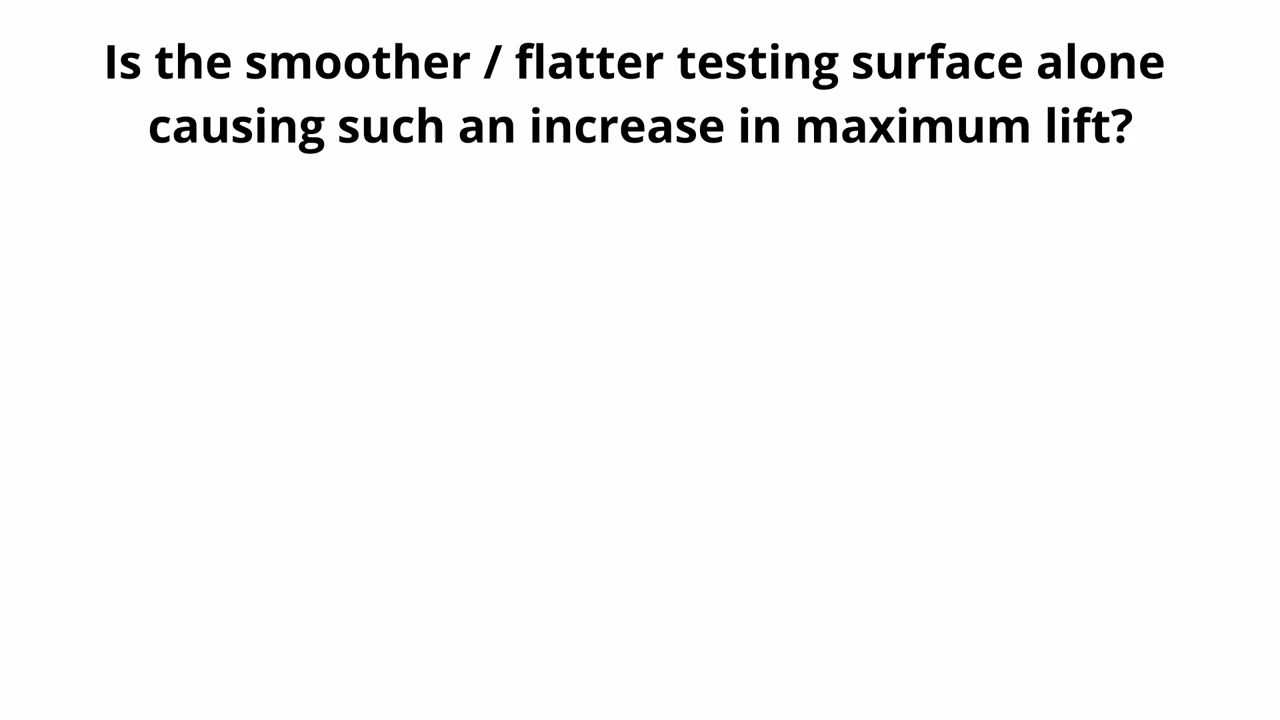 Is the smoother / flatter testing surface alone
causing such an increase in maximum lift?